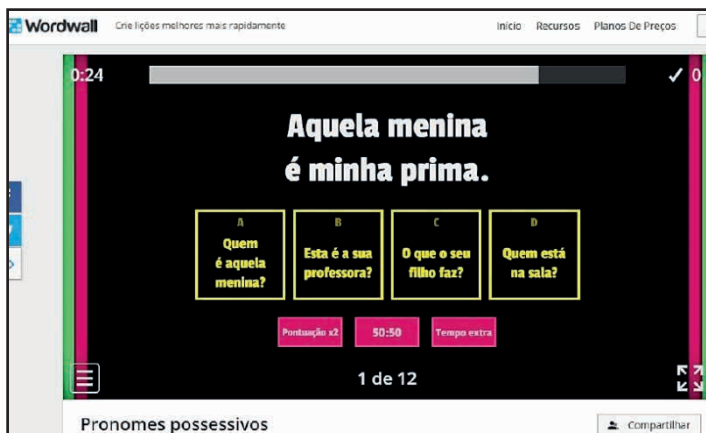 Wordwall Crie lições melhores mais rapidamente Início Recursos Planos De Preços
0:24 ✓ 0
Aquela menina
é minha prima.
A
Quem
é aquela
menina?
B
Esta é a sua
professora?
C
O que o seu
filho faz?
D
Quem está
na sala?
Pontuação x2 50:50 Tempo extra
1 de 12
Pronomes possessivos Compartilhar